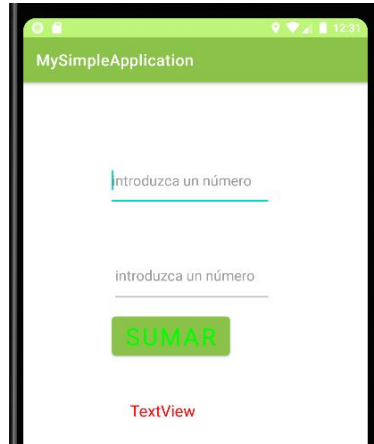 12:31
MySimpleApplication
introduzca un número
introduzca un número
SUMAR
TextView